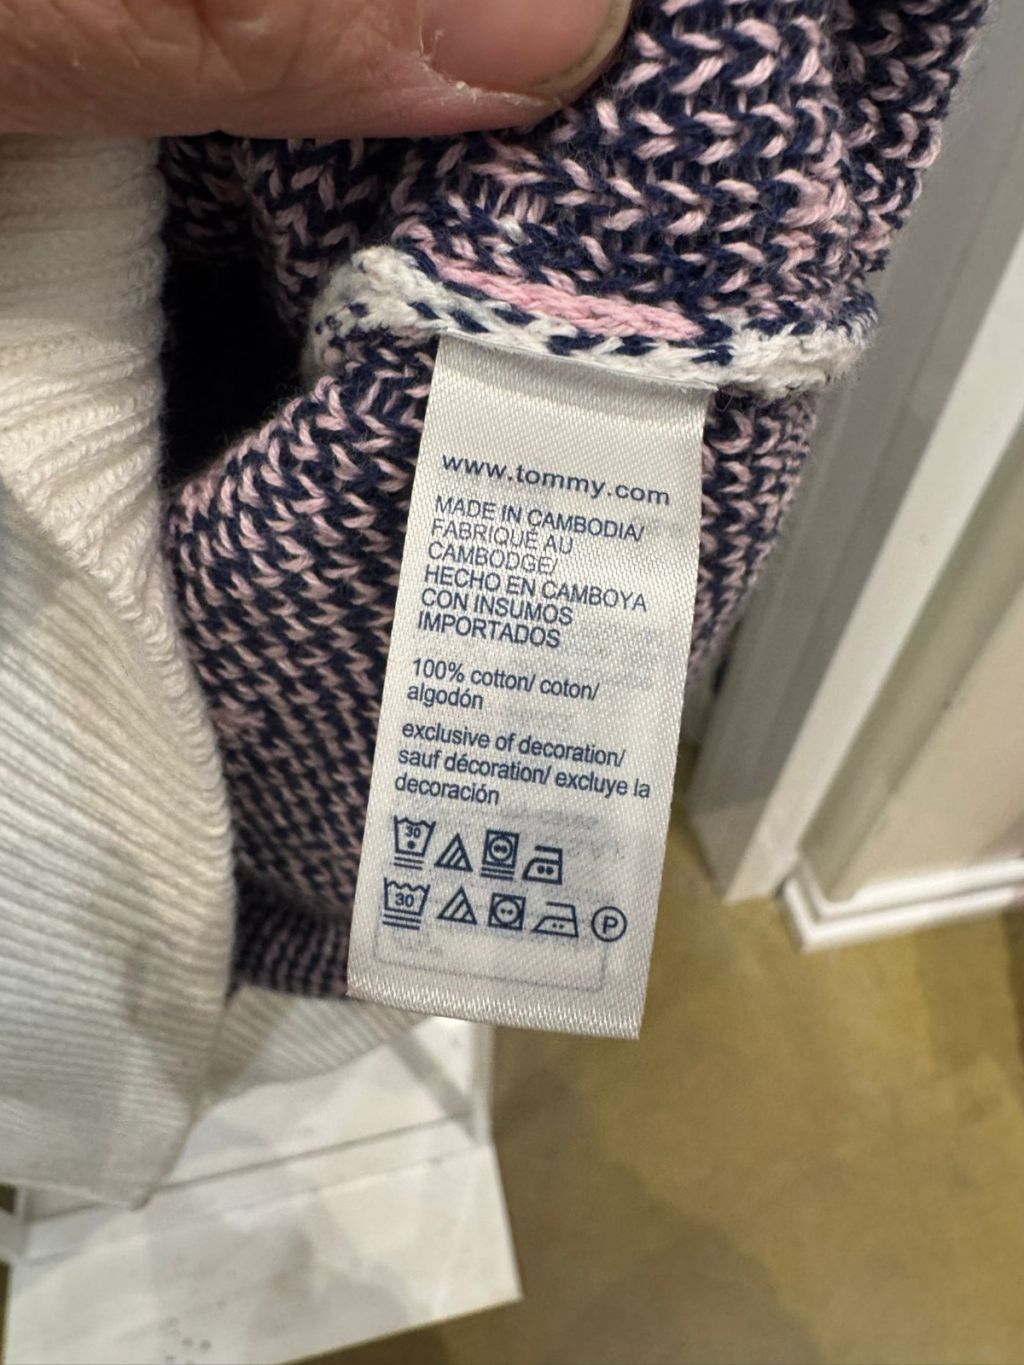 www.tommy.com
MADE IN CAMBODIA/
FABRIQUÉ AU
CAMBODGE/
HECHO EN CAMBOYA
CON INSUMOS
IMPORTADOS
100% cotton/ coton/
algodón
exclusive of decoration/
sauf décoration/ excluye la
decoración
30
30 P